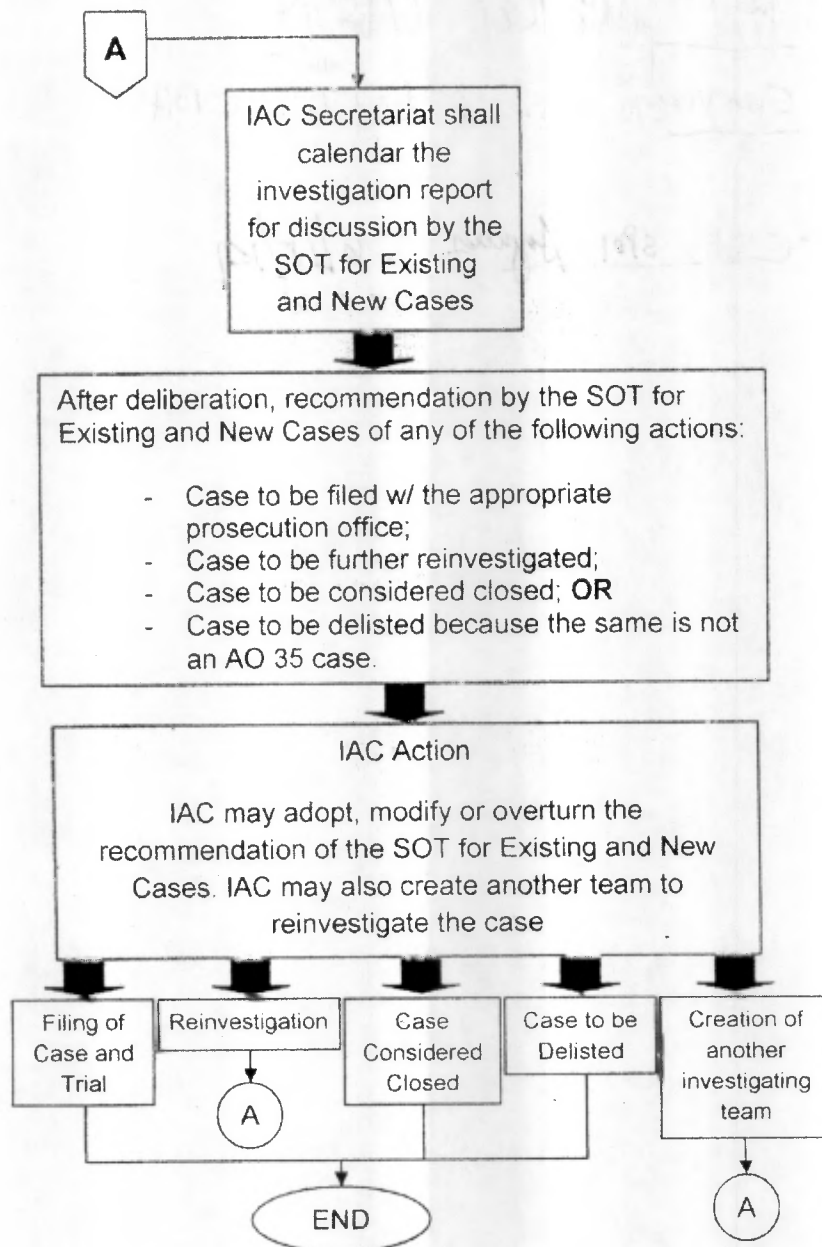 A
IAC Secretariat shall
calendar the
investigation report
for discussion by the
SOT for Existing
and New Cases
After deliberation, recommendation by the SOT for
Existing and New Cases of any of the following actions:
- Case to be filed w/ the appropriate
prosecution office;
- Case to be further reinvestigated;
- Case to be considered closed; OR
- Case to be delisted because the same is not
an AO 35 case.
IAC Action
IAC may adopt, modify or overturn the
recommendation of the SOT for Existing and New
Cases. IAC may also create another team to
reinvestigate the case
Filing of
Case and
Trial
Reinvestigation
Case
Considered
Closed
Case to be
Delisted
Creation of
another
investigating
team
A
A
END